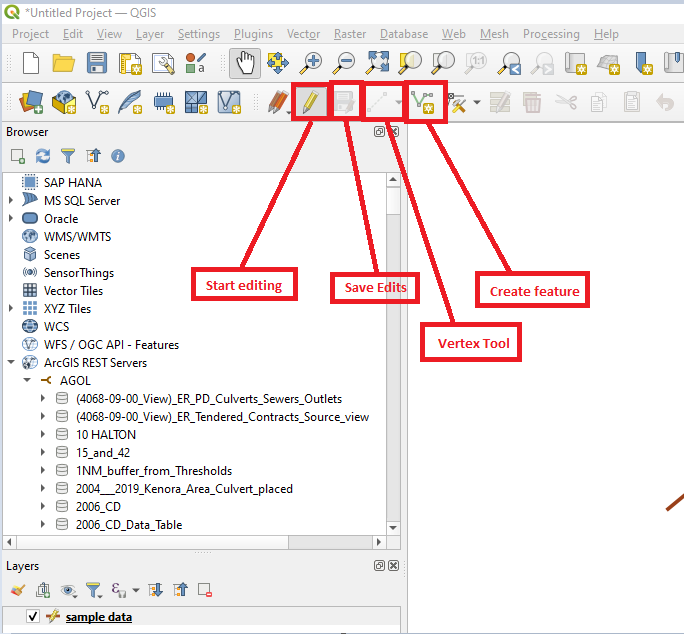 *Untitled Project — QGIS
Project Edit View Layer Settings Plugins Vector Raster Database Web Mesh Processing Help
1:1
Browser
SAP HANA
MS SQL Server
Oracle
WMS/WMTS
Scenes
SensorThings
Vector Tiles
XYZ Tiles
WCS
WFS / OGC API - Features
ArcGIS REST Servers
AGOL
(4068-09-00_View)_ER_PD_Culverts_Sewers_Outlets
(4068-09-00_View)_ER_Tendered_Contracts_Source_view
10 HALTON
15_and_42
1NM_buffer_from_Thresholds
2004___2019_Kenora_Area_Culvert_placed
2006_CD
2006_CD_Data_Table
Start editing
Save Edits
Create feature
Vertex Tool
Layers
sample data